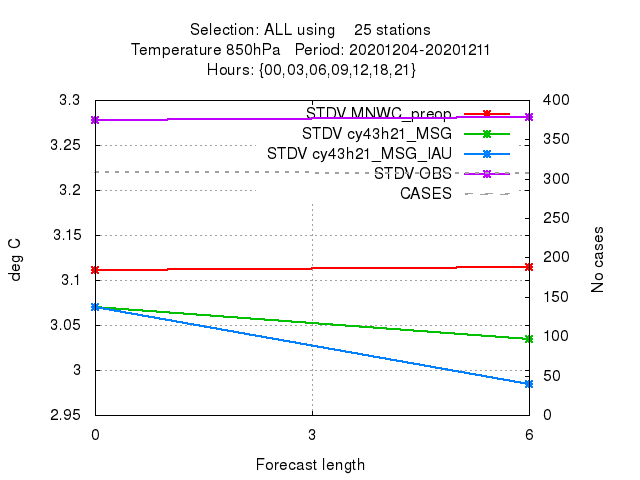 Selection: ALL using    25 stations
Temperature 850hPa   Period: 20201204-20201211
Hours: {00,03,06,09,12,18,21}
STDV MNWC_preop
STDV cy43h21_MSG
STDV cy43h21_MSG_IAU
STDV OBS
CASES
3.3
3.25
3.2
3.15
3.1
3.05
3
2.95
deg C
400
350
300
250
200
150
100
50
0
No cases
0 3 6
Forecast length